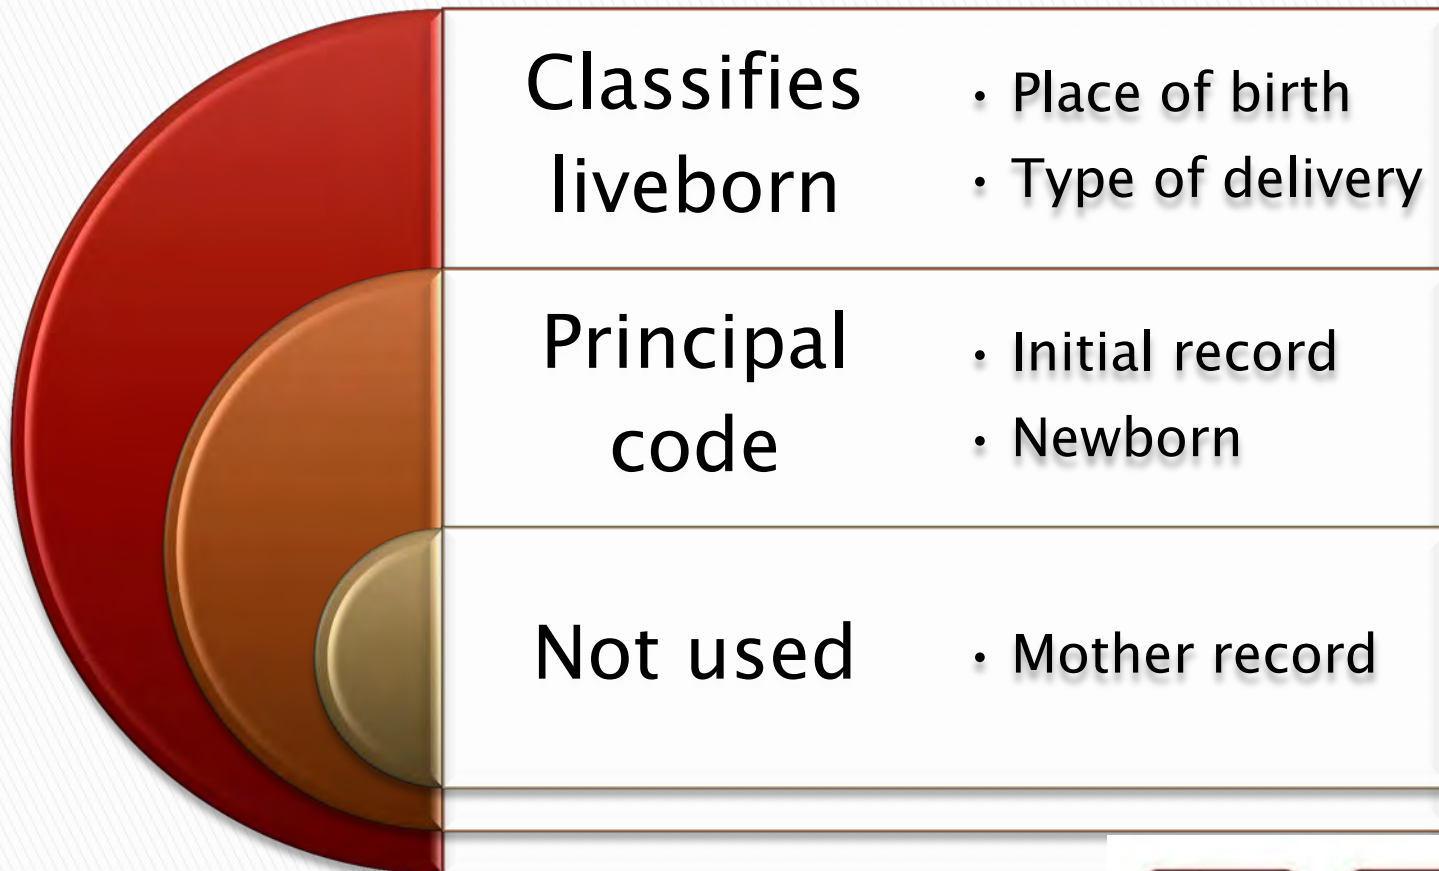 Classifies
liveborn
• Place of birth
• Type of delivery
Principal
code
• Initial record
• Newborn
Not used
• Mother record